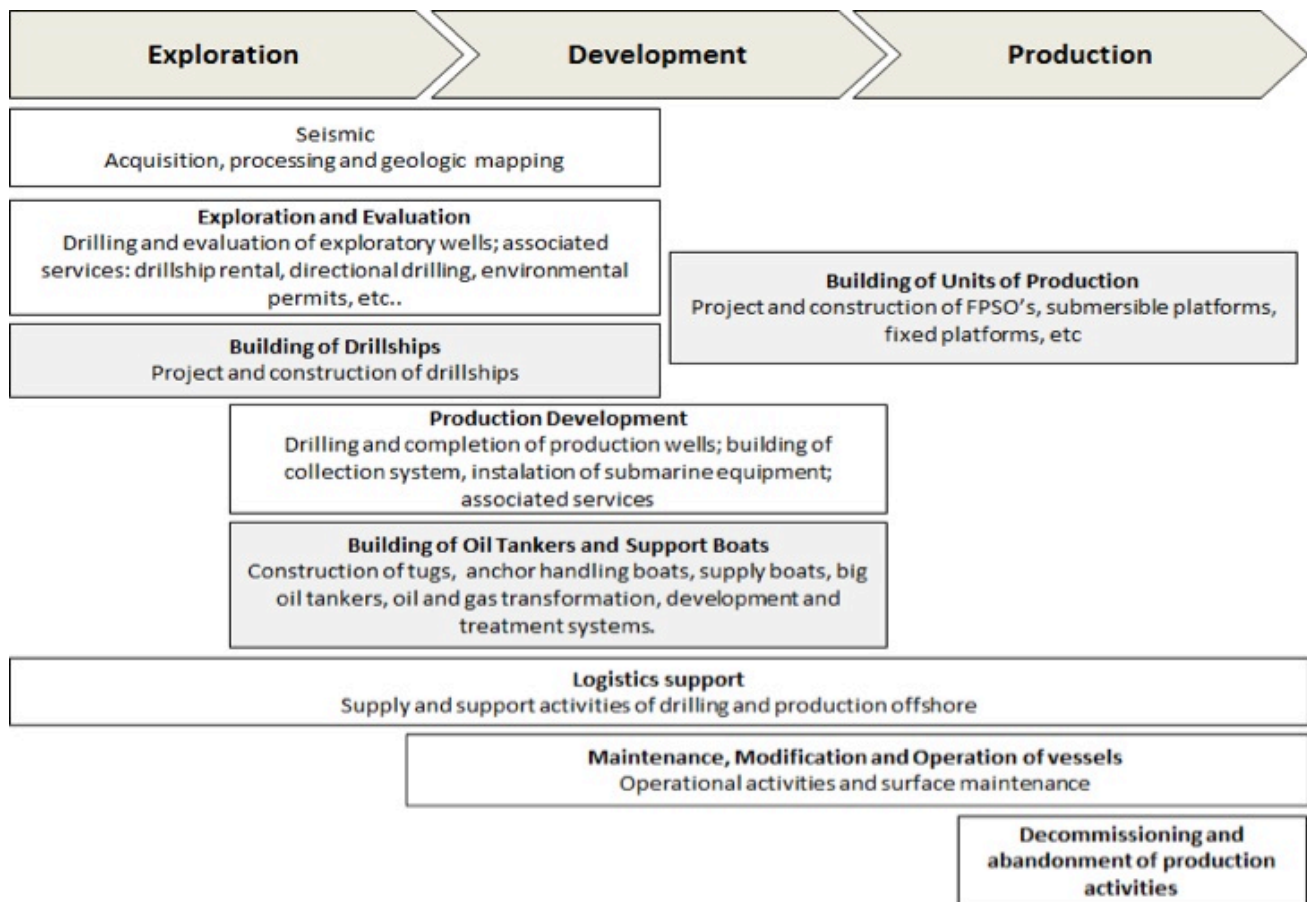 Exploration
Development
Production
Seismic
Acquisition, processing and geologic mapping
Exploration and Evaluation
Drilling and evaluation of exploratory wells; associated
services: drillship rental, directional drilling, environmental
permits, etc..
Building of Units of Production
Project and construction of FPSO's, submersible platforms,
fixed platforms, etc
Building of Drillships
Project and construction of drillships
Production Development
Drilling and completion of production wells; building of
collection system, instalation of submarine equipment;
associated services
Building of Oil Tankers and Support Boats
Construction of tugs, anchor handling boats, supply boats, big
oil tankers, oil and gas transformation, development and
treatment systems.
Logistics support
Supply and support activities of drilling and production offshore
Maintenance, Modification and Operation of vessels
Operational activities and surface maintenance
Decommissioning and
abandonment of production
activities